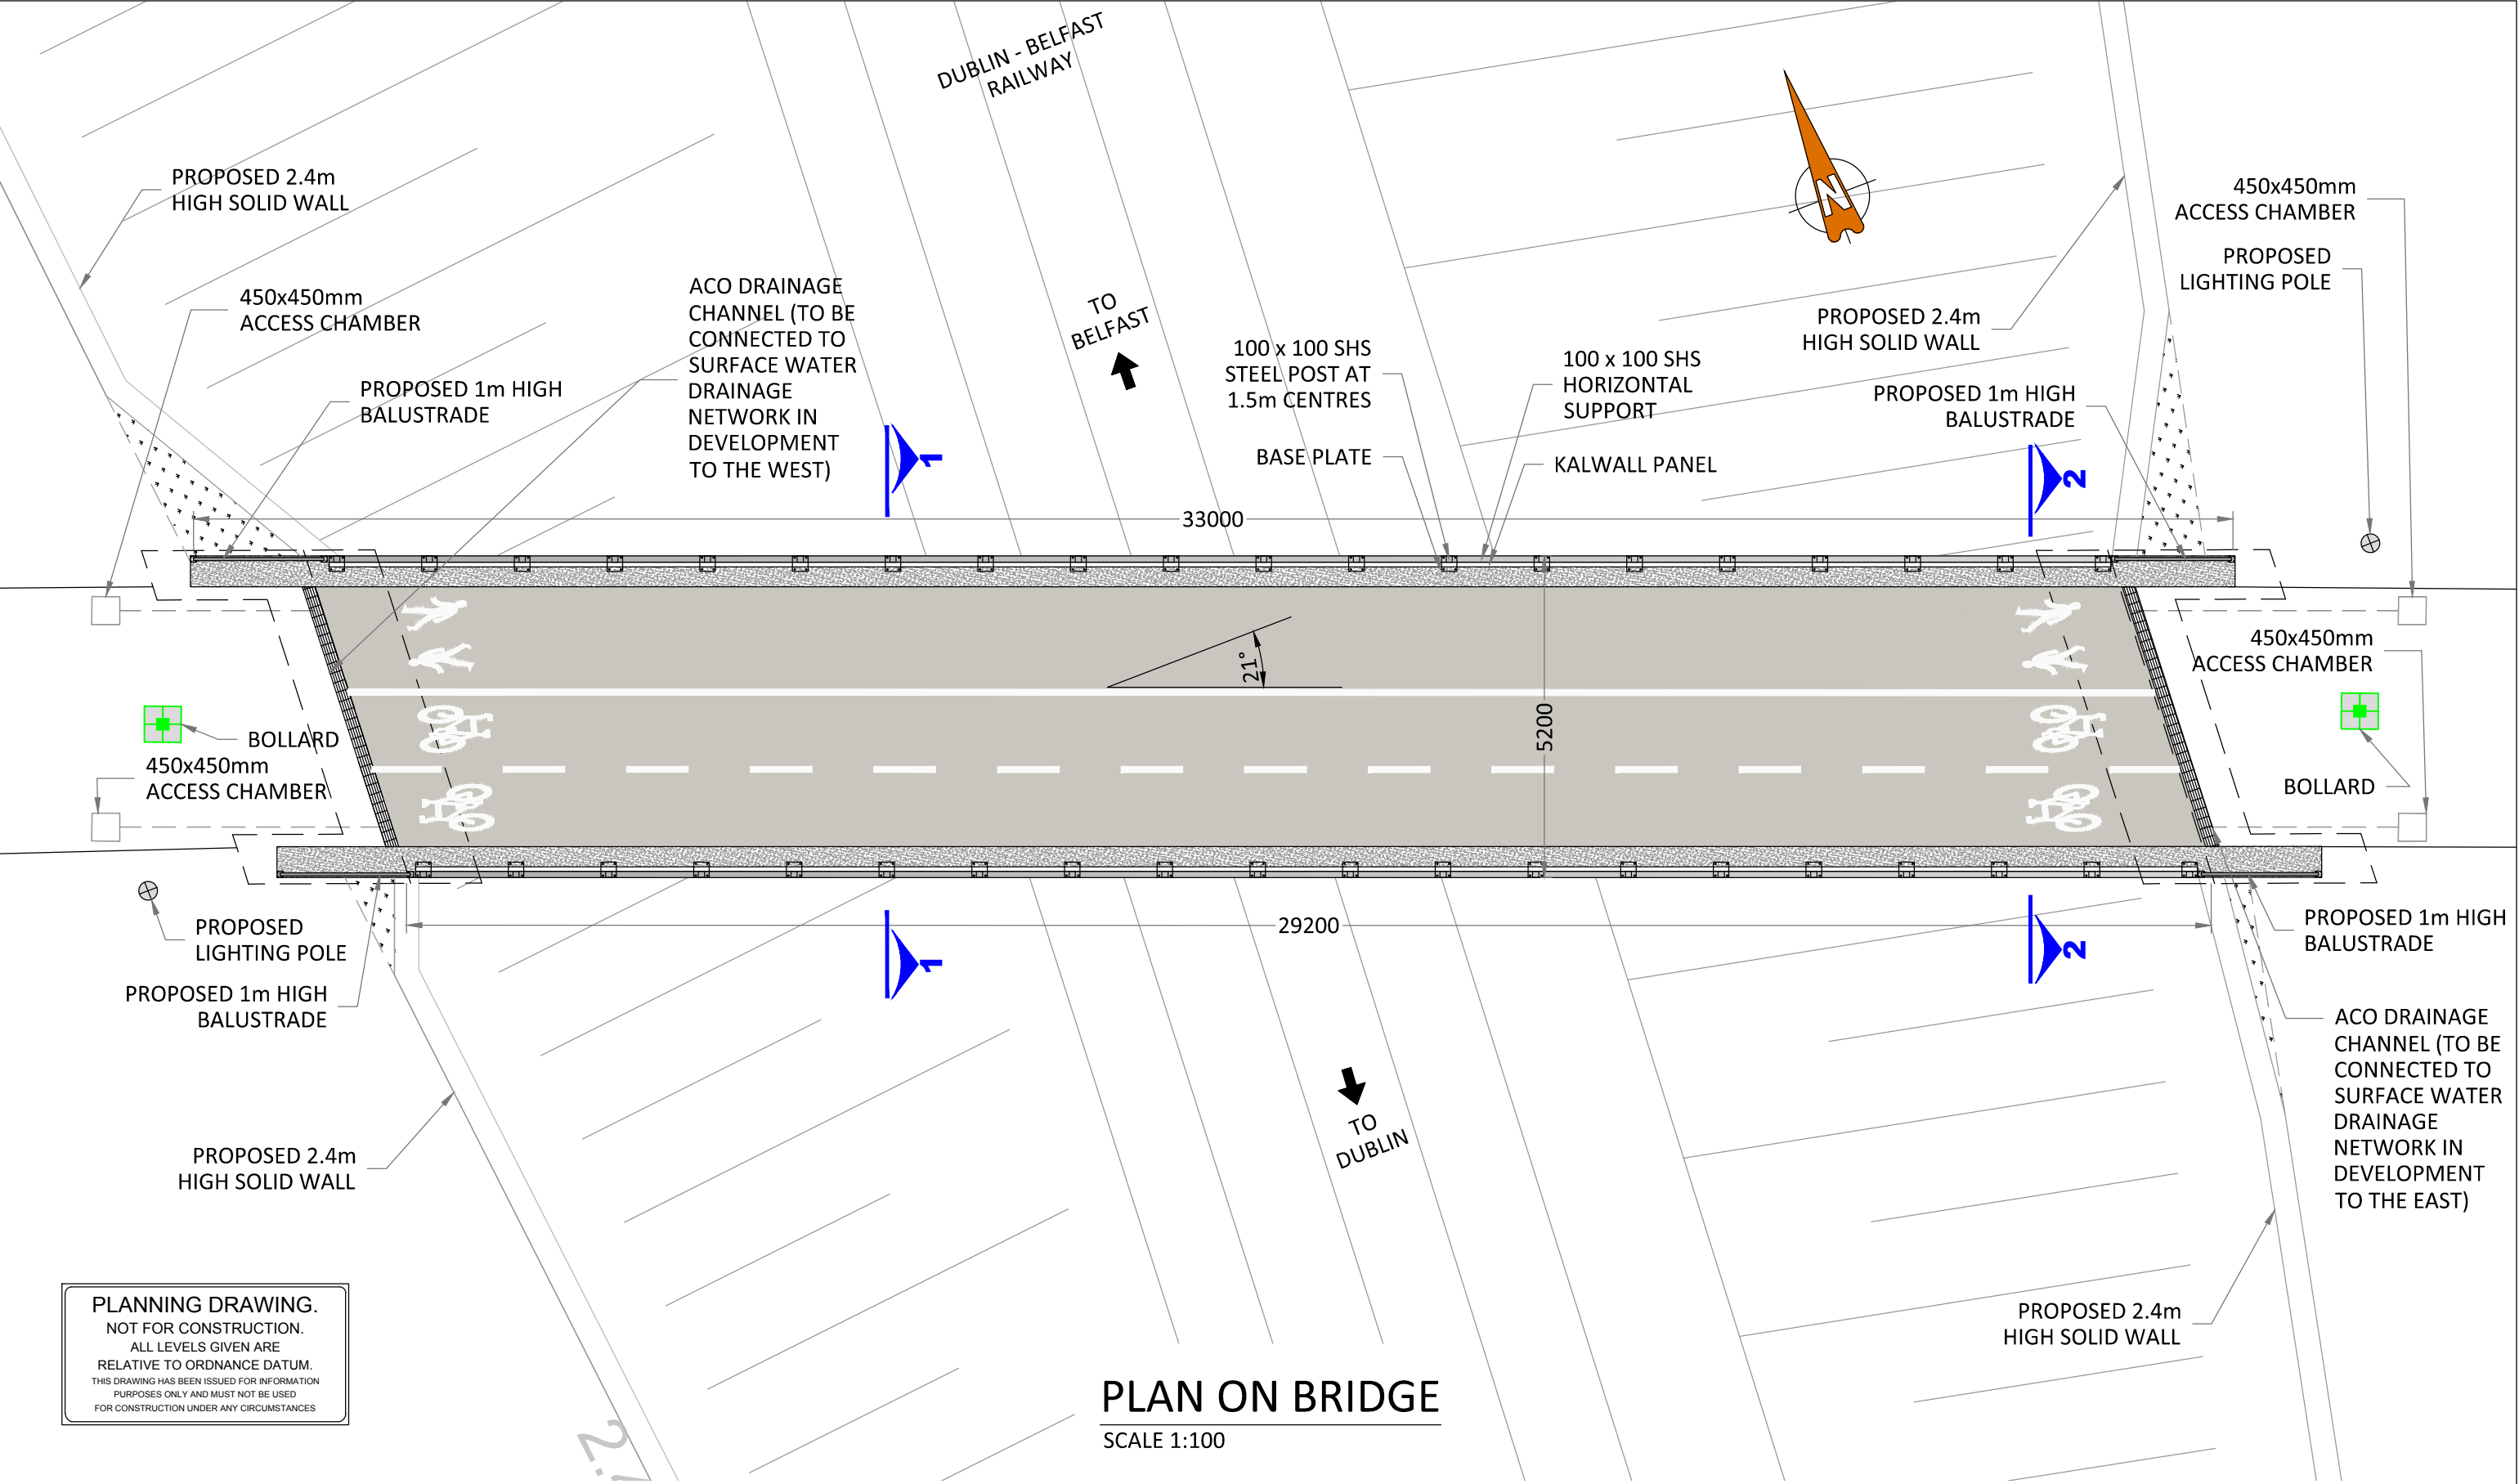 DUBLIN - BELFAST
RAILWAY
PROPOSED 2.4m
HIGH SOLID WALL
450x450mm
ACCESS CHAMBER
PROPOSED 1m HIGH
BALUSTRADE
ACO DRAINAGE
CHANNEL (TO BE
CONNECTED TO
SURFACE WATER
DRAINAGE
NETWORK IN
DEVELOPMENT
TO THE WEST)
TO
BELFAST
100 x 100 SHS
STEEL POST AT
1.5m CENTRES
BASE PLATE
100 x 100 SHS
HORIZONTAL
SUPPORT
KALWALL PANEL
N
PROPOSED 2.4m
HIGH SOLID WALL
PROPOSED 1m HIGH
BALUSTRADE
450x450mm
ACCESS CHAMBER
PROPOSED
LIGHTING POLE
1
2
33000
21°
5200
BOLLARD
450x450mm
ACCESS CHAMBER
450x450mm
ACCESS CHAMBER
BOLLARD
29200
1
2
PROPOSED
LIGHTING POLE
PROPOSED 1m HIGH
BALUSTRADE
PROPOSED 2.4m
HIGH SOLID WALL
TO
DUBLIN
PROPOSED 1m HIGH
BALUSTRADE
ACO DRAINAGE
CHANNEL (TO BE
CONNECTED TO
SURFACE WATER
DRAINAGE
NETWORK IN
DEVELOPMENT
TO THE EAST)
PROPOSED 2.4m
HIGH SOLID WALL
PLANNING DRAWING.
NOT FOR CONSTRUCTION.
ALL LEVELS GIVEN ARE
RELATIVE TO ORDNANCE DATUM.
THIS DRAWING HAS BEEN ISSUED FOR INFORMATION
PURPOSES ONLY AND MUST NOT BE USED
FOR CONSTRUCTION UNDER ANY CIRCUMSTANCES
PLAN ON BRIDGE
SCALE 1:100